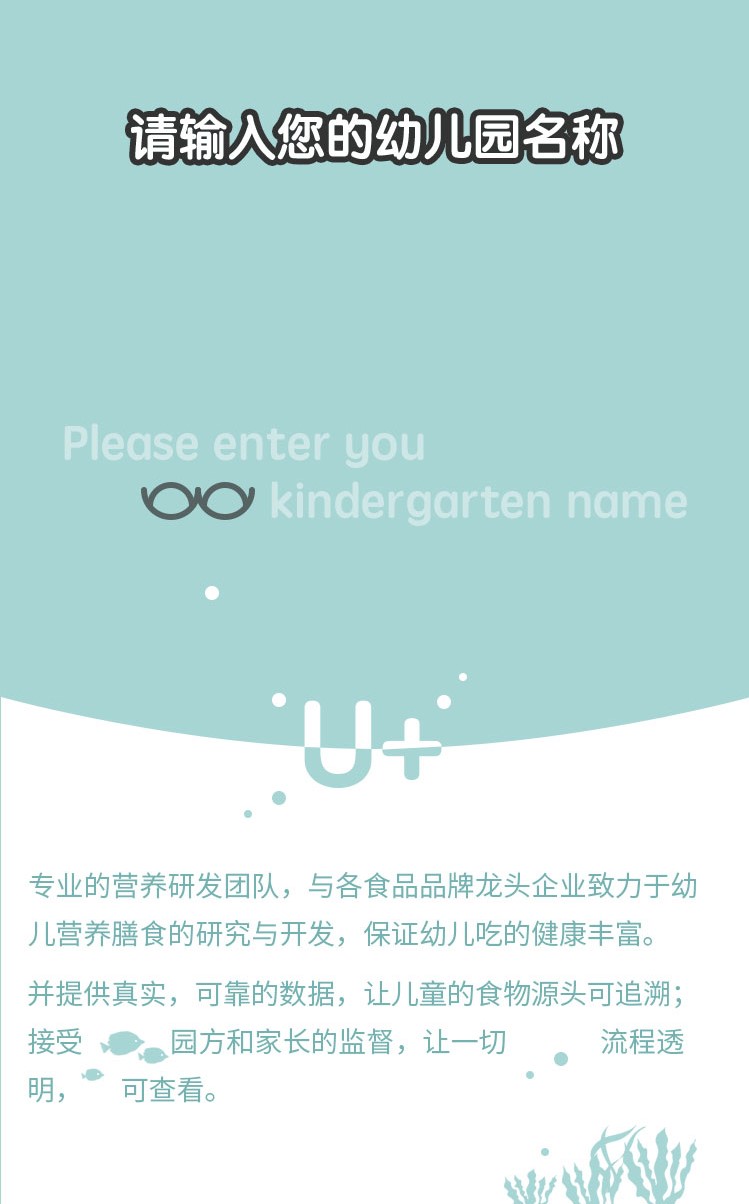 请输入您的幼儿园名称
Please enter you
kindergarten name
U+
专业的营养研发团队，与各食品品牌龙头企业致力于幼
儿营养膳食的研究与开发，保证幼儿吃的健康丰富。
并提供真实，可靠的数据，让儿童的食物源头可追溯；
接受 园方和家长的监督，让一切 流程透
明， 可查看。